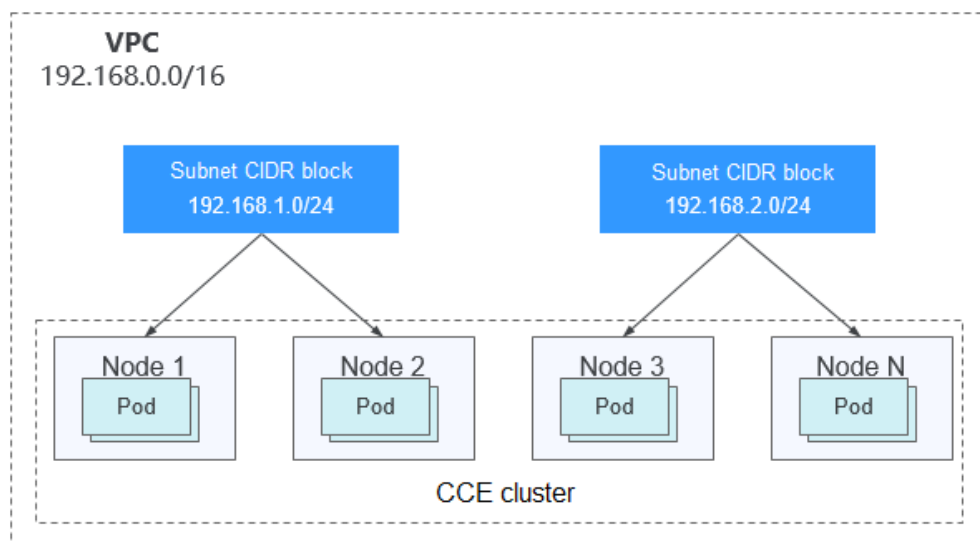 VPC
192.168.0.0/16
Subnet CIDR block
192.168.1.0/24
Subnet CIDR block
192.168.2.0/24
Node 1
Pod
Node 2
Pod
Node 3
Pod
Node N
Pod
CCE cluster